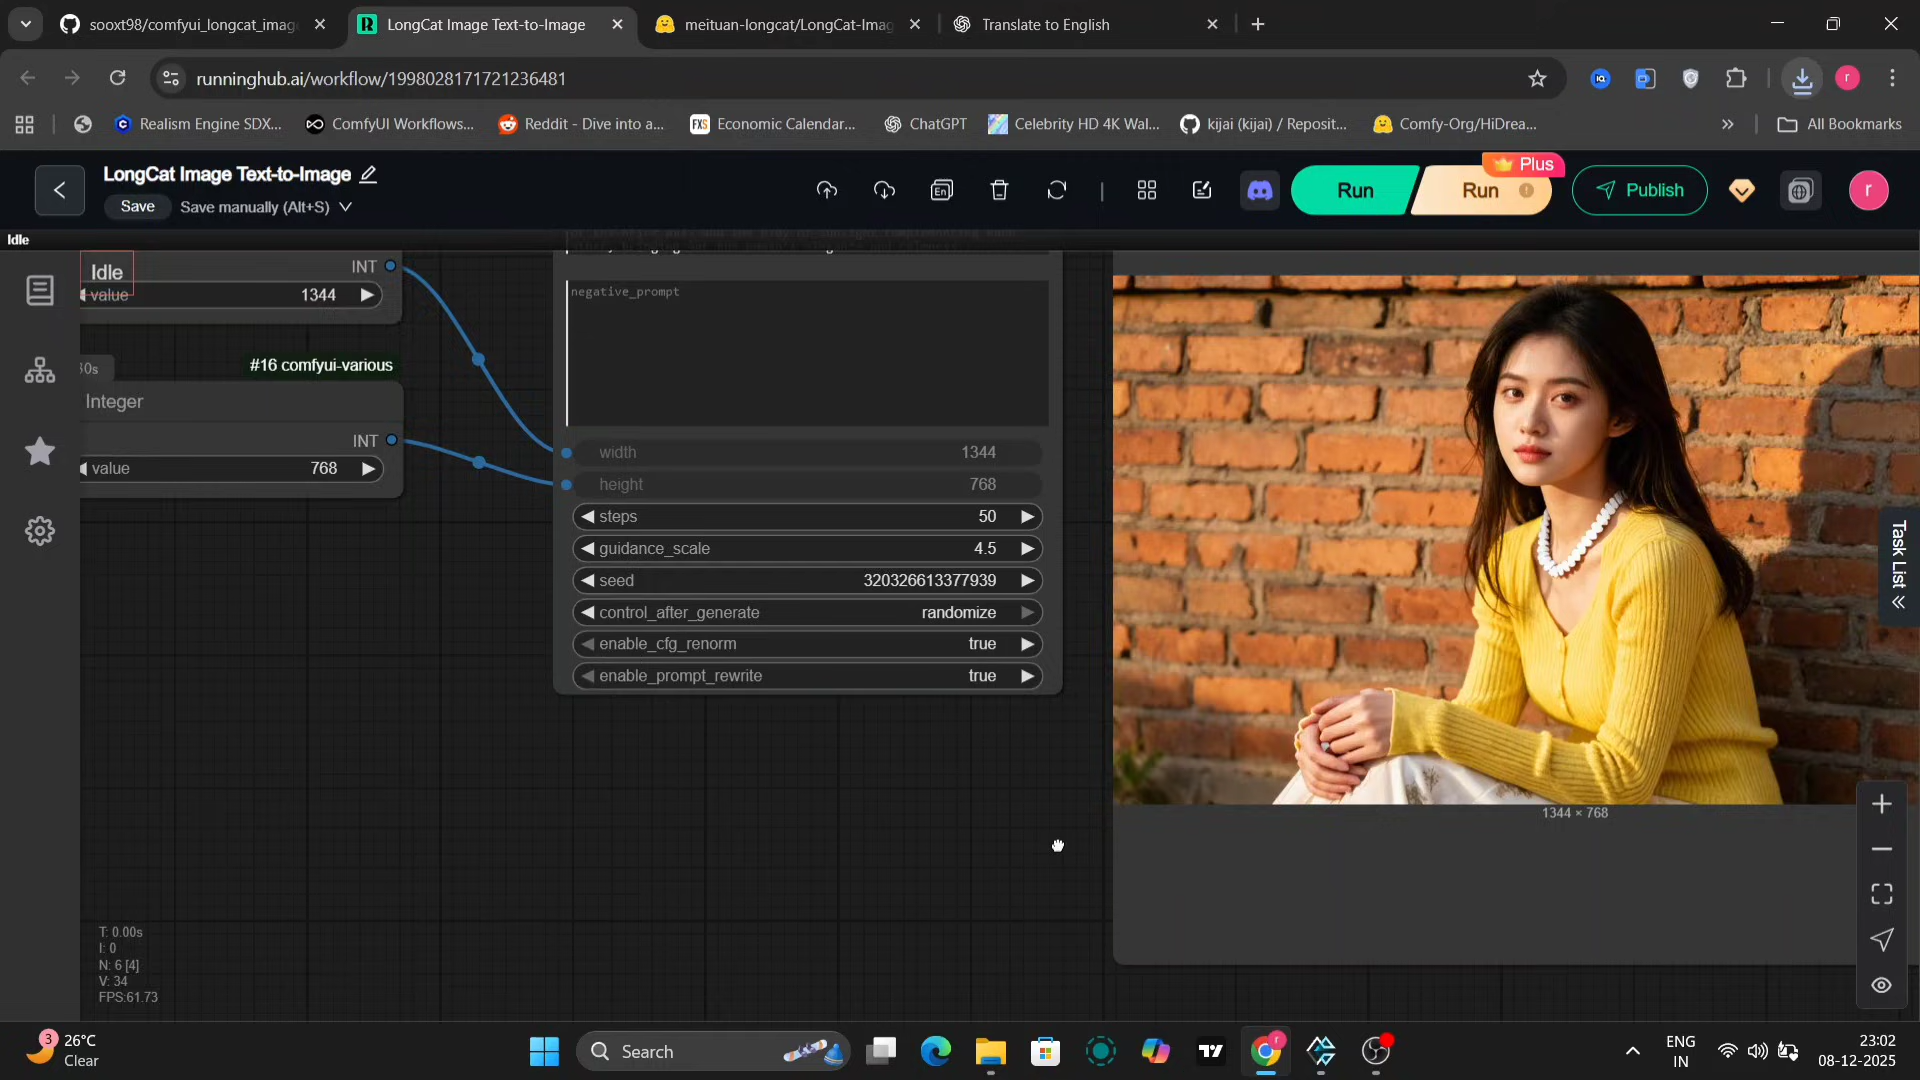 sooxt98/comfyui_longcat_imag
LongCat Image Text-to-Image
meituan-longcat/LongCat-Imag
Translate to English
runninghub.ai/workflow/1998028171721236481
Realism Engine SDX...
ComfyUI Workflows...
Reddit - Dive into a...
Economic Calendar...
ChatGPT
Celebrity HD 4K Wal...
kijai (kijai) / Reposit...
Comfy-Org/HiDrea...
All Bookmarks
LongCat Image Text-to-Image
Save
Save manually (Alt+S)
Run
Run
Plus
Publish
r
Idle
Idle
INT
value
1344
30s
#16 comfyui-various
Integer
INT
value
768
negative_prompt
width
1344
height
768
steps
50
guidance_scale
4.5
seed
320326613377939
control_after_generate
randomize
enable_cfg_renorm
true
enable_prompt_rewrite
true
1344 × 768
Task List
T: 0.00s
I: 0
N: 6 [4]
V: 34
FPS:61.73
3
26°C
Clear
Search
ENG
IN
23:02
08-12-2025